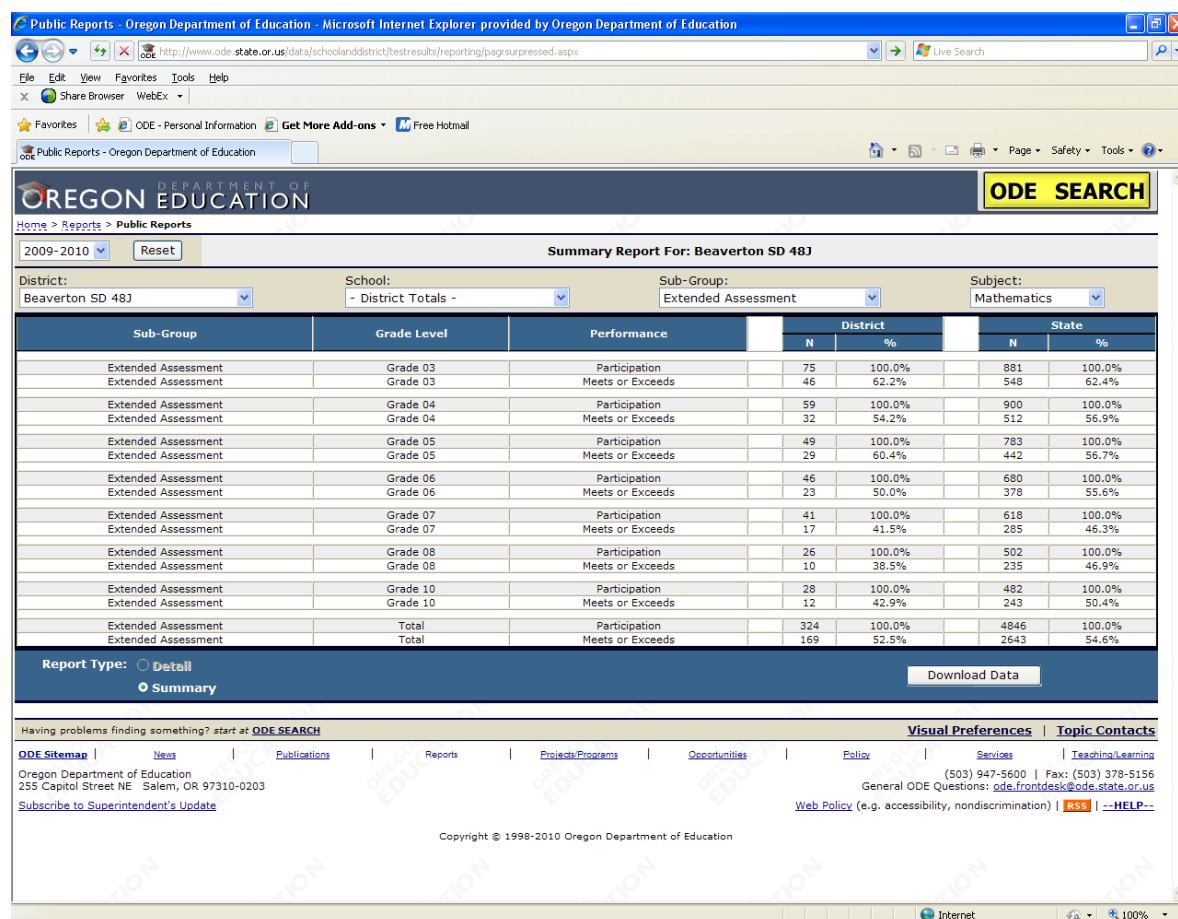 Public Reports - Oregon Department of Education - Microsoft Internet Explorer provided by Oregon Department of Education
http://www.ode.state.or.us/data/schoolanddistrict/testresults/reporting/pagrsurpressed.aspx Live Search
File Edit View Favorites Tools Help
x Share Browser WebEx
Favorites ODE - Personal Information Get More Add-ons Free Hotmail
Public Reports - Oregon Department of Education Page Safety Tools
OREGON DEPARTMENT OF EDUCATION ODE SEARCH
Home > Reports > Public Reports
2009-2010 Reset Summary Report For: Beaverton SD 48J
District: School: Sub-Group: Subject:
Beaverton SD 48J - District Totals - Extended Assessment Mathematics
Sub-Group Grade Level Performance District State
N % N %
Extended Assessment Grade 03 Participation 75 100.0% 881 100.0%
Extended Assessment Grade 03 Meets or Exceeds 46 62.2% 548 62.4%
Extended Assessment Grade 04 Participation 59 100.0% 900 100.0%
Extended Assessment Grade 04 Meets or Exceeds 32 54.2% 512 56.9%
Extended Assessment Grade 05 Participation 49 100.0% 783 100.0%
Extended Assessment Grade 05 Meets or Exceeds 29 60.4% 442 56.7%
Extended Assessment Grade 06 Participation 46 100.0% 680 100.0%
Extended Assessment Grade 06 Meets or Exceeds 23 50.0% 378 55.6%
Extended Assessment Grade 07 Participation 41 100.0% 618 100.0%
Extended Assessment Grade 07 Meets or Exceeds 17 41.5% 285 46.3%
Extended Assessment Grade 08 Participation 26 100.0% 502 100.0%
Extended Assessment Grade 08 Meets or Exceeds 10 38.5% 235 46.9%
Extended Assessment Grade 10 Participation 28 100.0% 482 100.0%
Extended Assessment Grade 10 Meets or Exceeds 12 42.9% 243 50.4%
Extended Assessment Total Participation 324 100.0% 4846 100.0%
Extended Assessment Total Meets or Exceeds 169 52.5% 2643 54.6%
Report Type: Detail
Summary Download Data
Having problems finding something? start at ODE SEARCH Visual Preferences | Topic Contacts
ODE Sitemap | News | Publications | Reports | Projects/Programs | Opportunities | Policy | Services | Teaching/Learning
Oregon Department of Education (503) 947-5600 | Fax: (503) 378-5156
255 Capitol Street NE Salem, OR 97310-0203 General ODE Questions: ode.frontdesk@ode.state.or.us
Subscribe to Superintendent's Update Web Policy (e.g. accessibility, nondiscrimination) | RSS | --HELP--
Copyright © 1998-2010 Oregon Department of Education
Internet 100%